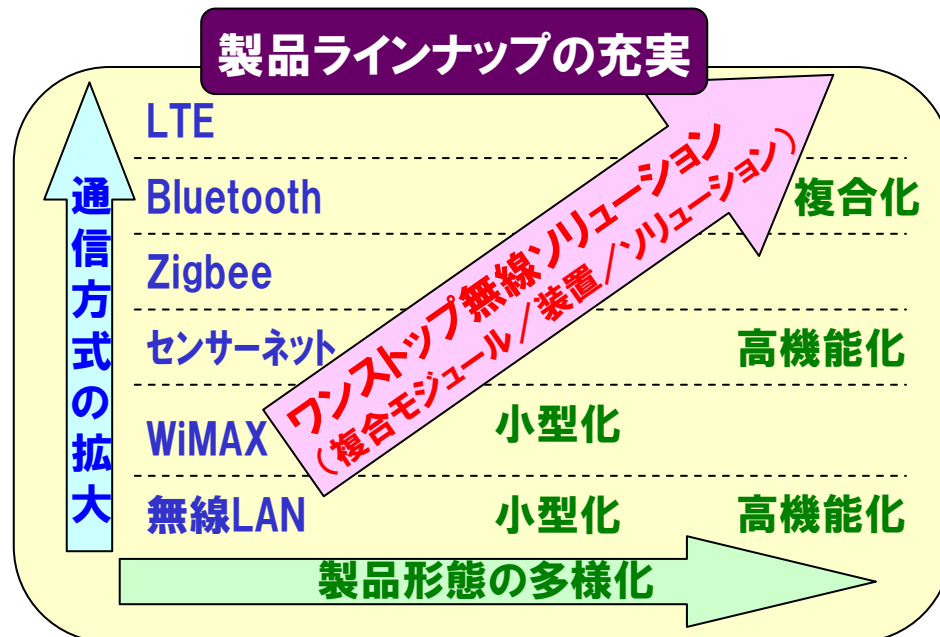 製品ラインナップの充実
通信方式の拡大
LTE
Bluetooth
複合化
Zigbee
センサーネット
高機能化
WiMAX
小型化
無線LAN
小型化
高機能化
ワンストップ無線ソリューション
(複合モジュール/装置/ソリューション)
製品形態の多様化